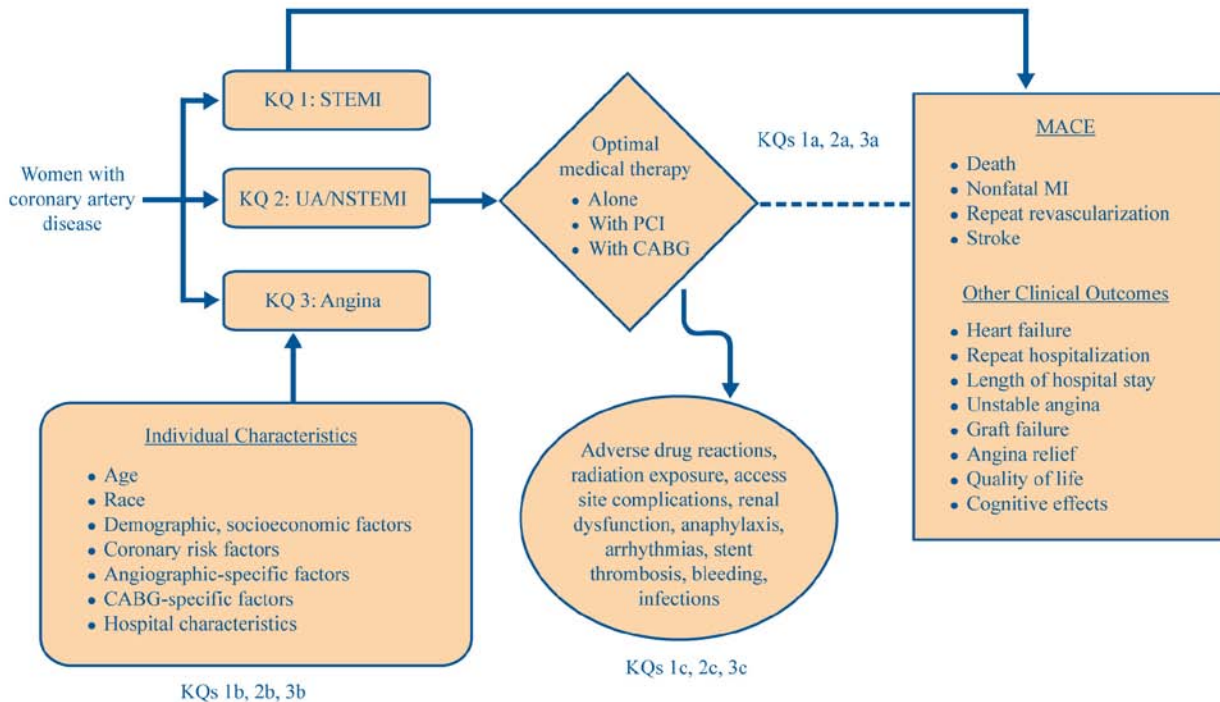 Women with
coronary artery
disease
KQ 1: STEMI
KQ 2: UA/NSTEMI
KQ 3: Angina
Individual Characteristics
• Age
• Race
• Demographic, socioeconomic factors
• Coronary risk factors
• Angiographic-specific factors
• CABG-specific factors
• Hospital characteristics
KQs 1b, 2b, 3b
Optimal
medical therapy
• Alone
• With PCI
• With CABG
Adverse drug reactions,
radiation exposure, access
site complications, renal
dysfunction, anaphylaxis,
arrhythmias, stent
thrombosis, bleeding,
infections
KQs 1c, 2c, 3c
KQs 1a, 2a, 3a
MACE
• Death
• Nonfatal MI
• Repeat revascularization
• Stroke
Other Clinical Outcomes
• Heart failure
• Repeat hospitalization
• Length of hospital stay
• Unstable angina
• Graft failure
• Angina relief
• Quality of life
• Cognitive effects